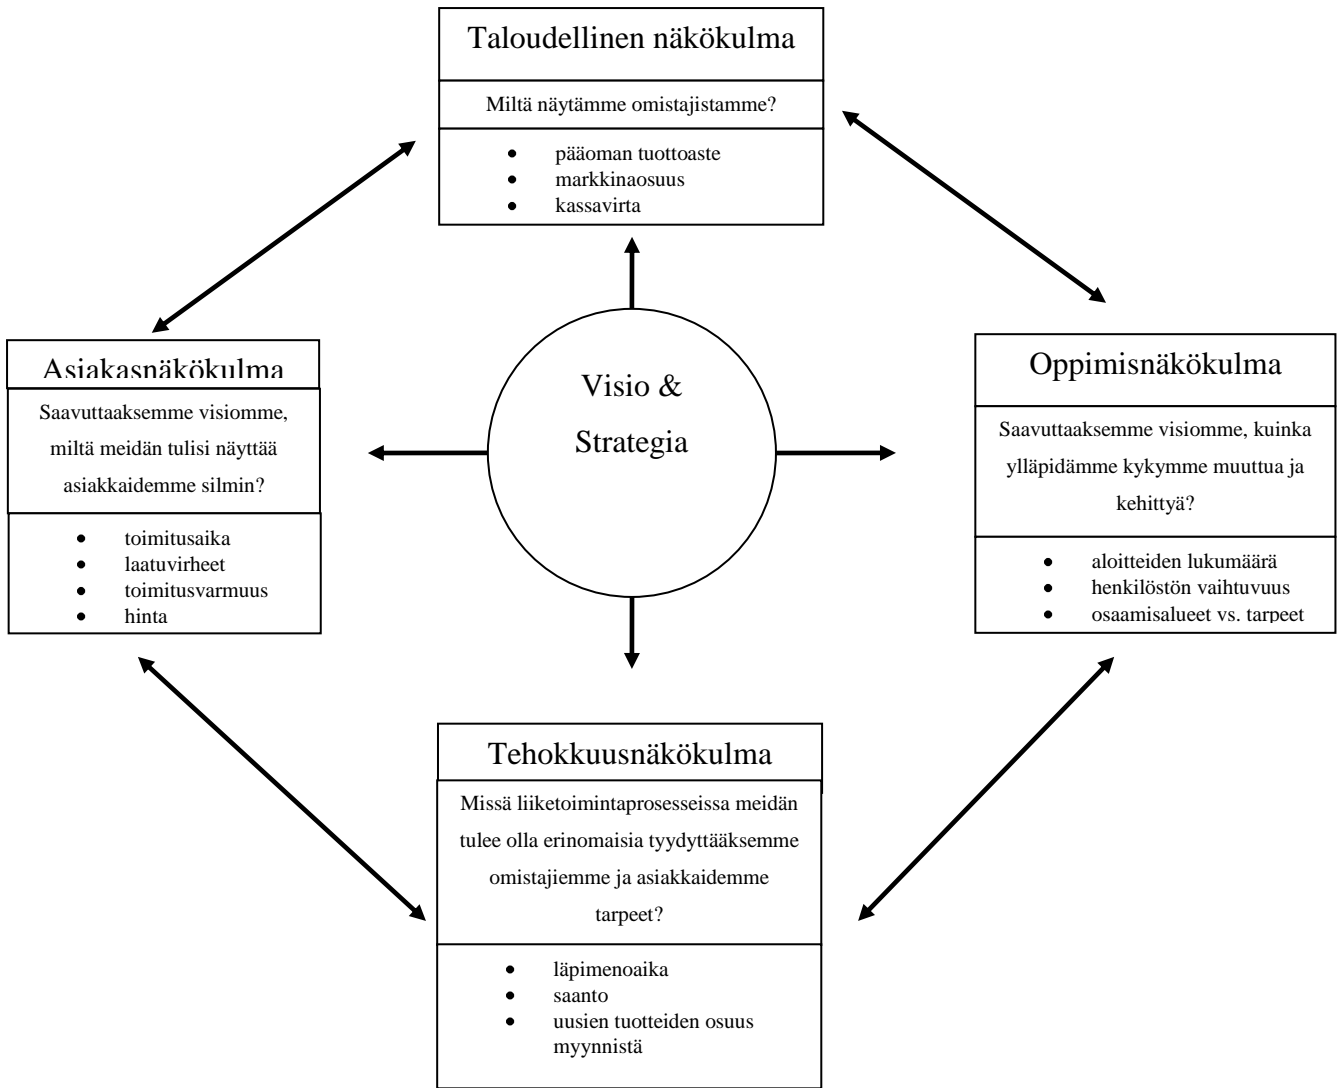 Taloudellinen näkökulma
Miltä näytämme omistajistamme?
• pääoman tuottoaste
• markkinaosuus
• kassavirta
Asiakasnäkökulma
Saavuttaaksemme visiomme,
miltä meidän tulisi näyttää
asiakkaidemme silmin?
• toimitusaika
• laatuvirheet
• toimitusvarmuus
• hinta
Visio &
Strategia
Oppimisnäkökulma
Saavuttaaksemme visiomme, kuinka
ylläpidämme kykymme muuttua ja
kehittyä?
• aloitteiden lukumäärä
• henkilöstön vaihtuvuus
• osaamisalueet vs. tarpeet
Tehokkuusnäkökulma
Missä liiketoimintaprosesseissa meidän
tulee olla erinomaisia tyydyttääksemme
omistajiemme ja asiakkaidemme
tarpeet?
• läpimenoaika
• saanto
• uusien tuotteiden osuus
myynnistä